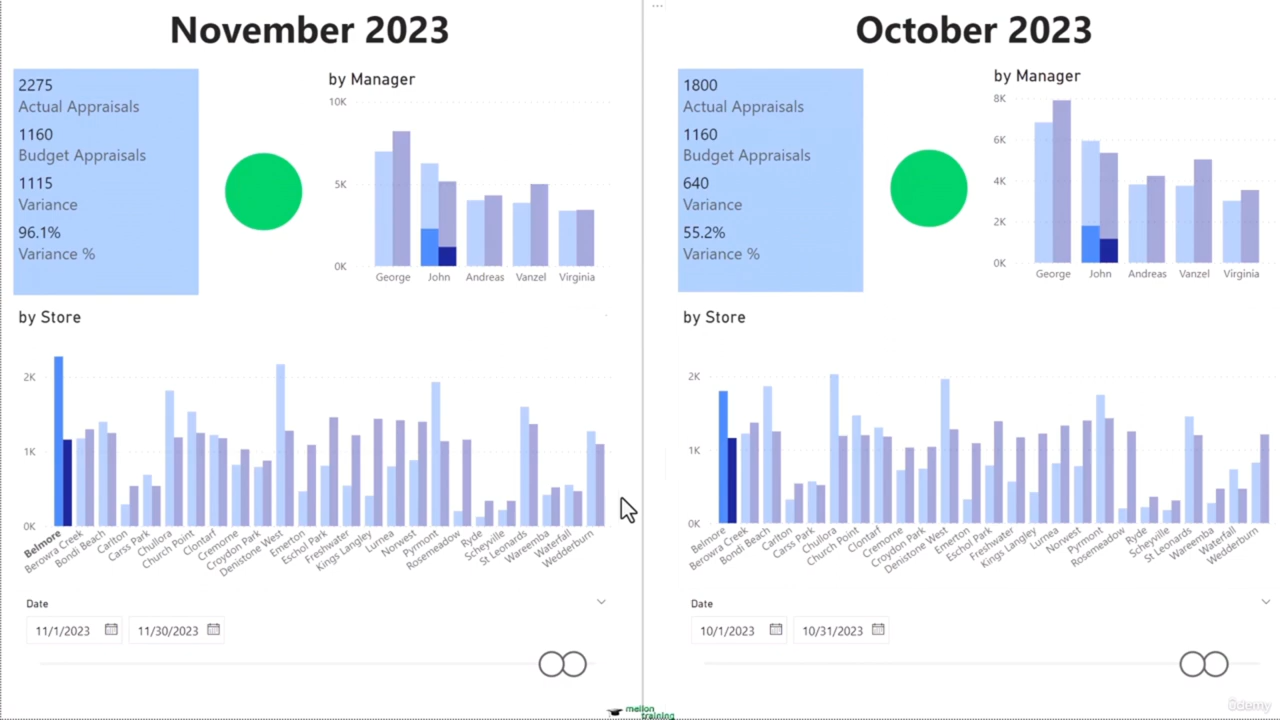 November 2023
2275
Actual Appraisals
1160
Budget Appraisals
1115
Variance
96.1%
Variance %
by Manager
10K
5K
0K
George John Andreas Vanzel Virginia
by Store
2K
1K
0K
Belmore
Berowra Creek
Bondi Beach
Carlton
Carss Park
Chullora
Church Point
Clontarf
Cremorne
Croydon Park
Denistone West
Emerton
Eschol Park
Freshwater
Kings Langley
Lurnea
Norwest
Pyrmont
Rosemeadow
Ryde
Scheyville
St Leonards
Wareemba
Waterfall
Wedderburn
Date
11/1/2023 11/30/2023
October 2023
1800
Actual Appraisals
1160
Budget Appraisals
640
Variance
55.2%
Variance %
by Manager
8K
6K
4K
2K
0K
George John Andreas Vanzel Virginia
by Store
2K
1K
0K
Belmore
Berowra Creek
Bondi Beach
Carlton
Carss Park
Chullora
Church Point
Clontarf
Cremorne
Croydon Park
Denistone West
Emerton
Eschol Park
Freshwater
Kings Langley
Lurnea
Norwest
Pyrmont
Rosemeadow
Ryde
Scheyville
St Leonards
Wareemba
Waterfall
Wedderburn
Date
10/1/2023 10/31/2023
mellon
training
ûdemy